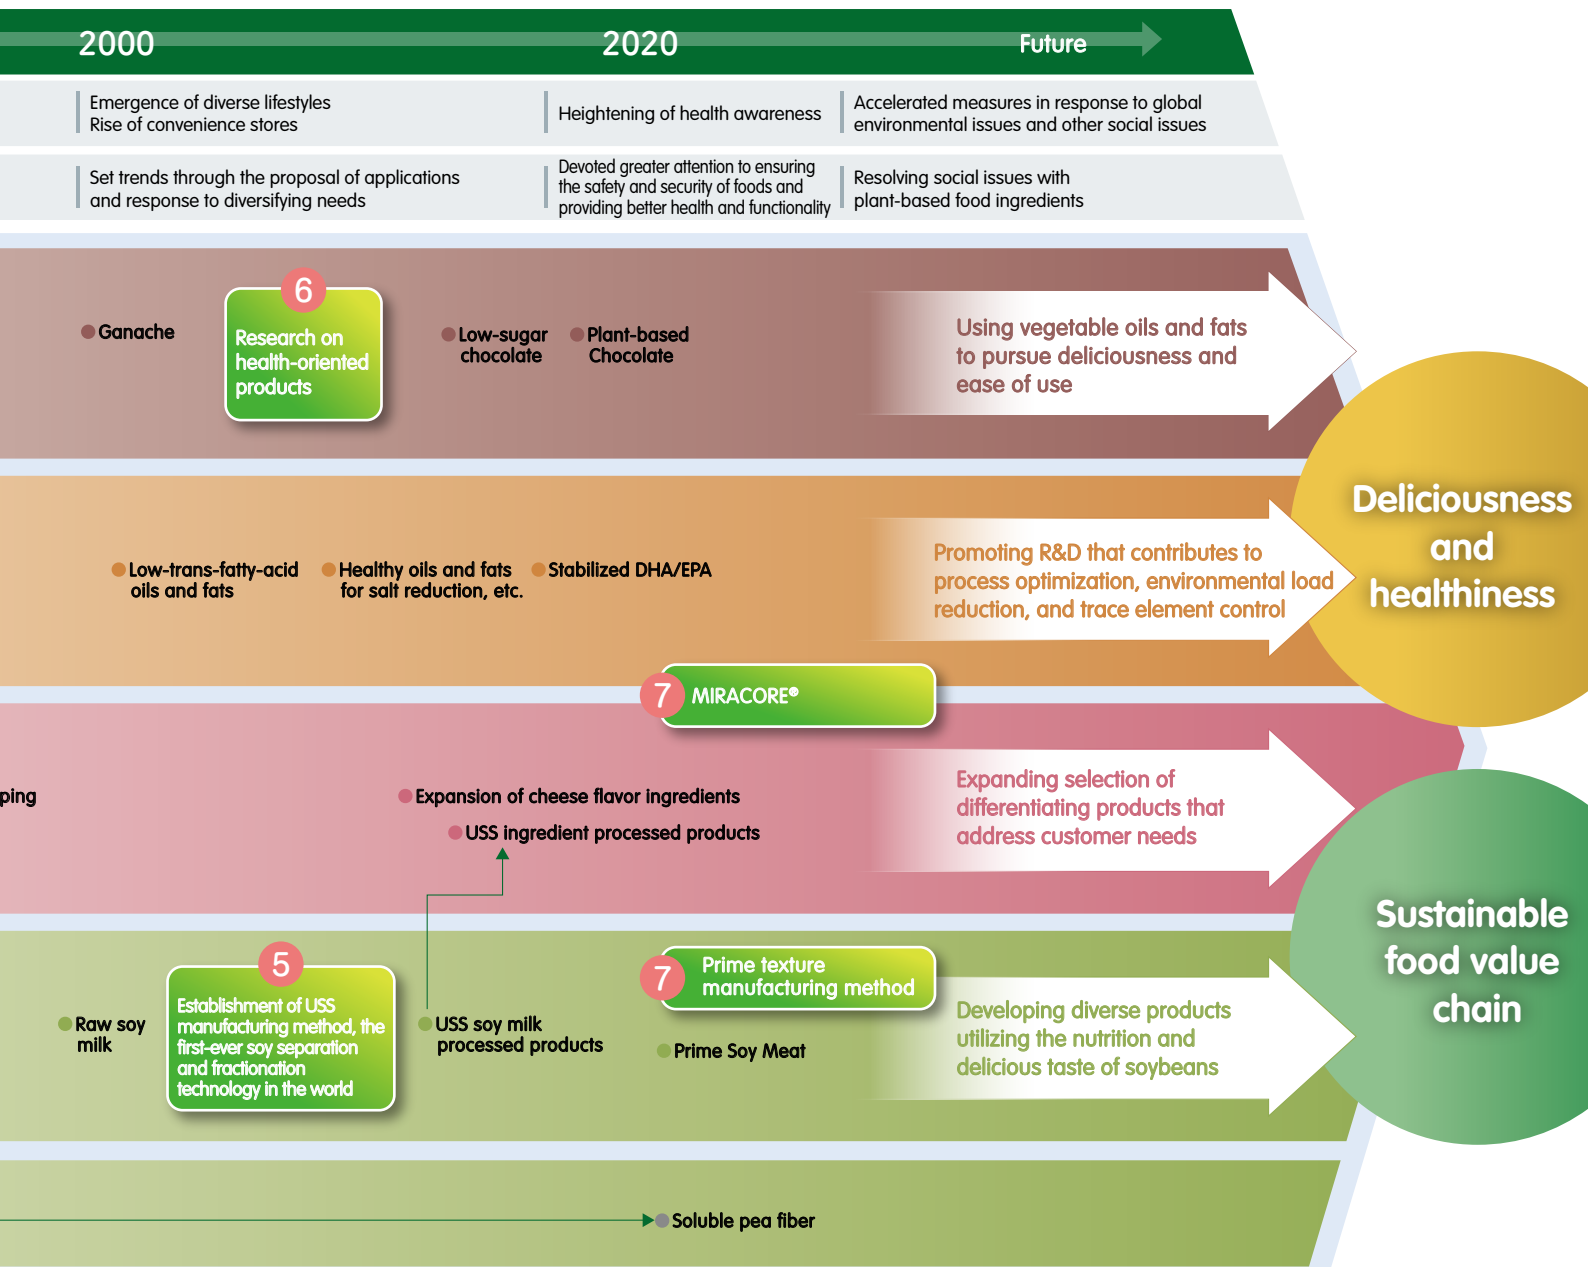 2000
2020
Future
Emergence of diverse lifestyles
Rise of convenience stores
Heightening of health awareness
Accelerated measures in response to global
environmental issues and other social issues
Set trends through the proposal of applications
and response to diversifying needs
Devoted greater attention to ensuring
the safety and security of foods and
providing better health and functionality
Resolving social issues with
plant-based food ingredients
Ganache
6
Research on
health-oriented
products
Low-sugar
chocolate
Plant-based
Chocolate
Using vegetable oils and fats
to pursue deliciousness and
ease of use
Low-trans-fatty-acid
oils and fats
Healthy oils and fats
for salt reduction, etc.
Stabilized DHA/EPA
Promoting R&D that contributes to
process optimization, environmental load
reduction, and trace element control
Deliciousness
and
healthiness
7
MIRACORE®
ping
Expansion of cheese flavor ingredients
USS ingredient processed products
Expanding selection of
differentiating products that
address customer needs
Sustainable
food value
chain
Raw soy
milk
5
Establishment of USS
manufacturing method, the
first-ever soy separation
and fractionation
technology in the world
USS soy milk
processed products
7
Prime texture
manufacturing method
Prime Soy Meat
Developing diverse products
utilizing the nutrition and
delicious taste of soybeans
Soluble pea fiber